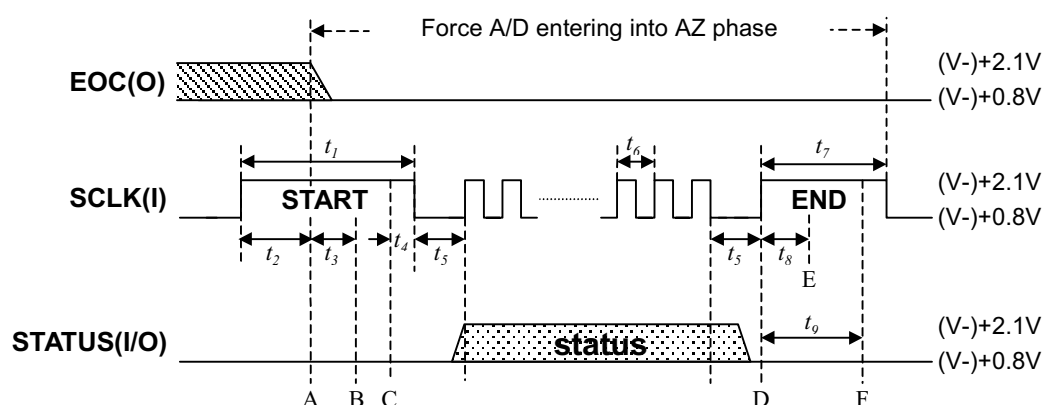 Force A/D entering into AZ phase
EOC(O)
(V-)+2.1V
(V-)+0.8V
t1
t6
t7
SCLK(I)
START
END
(V-)+2.1V
(V-)+0.8V
t2
t3
t4
t5
t5
t8
E
STATUS(I/O)
status
t9
(V-)+2.1V
(V-)+0.8V
A
B
C
D
F